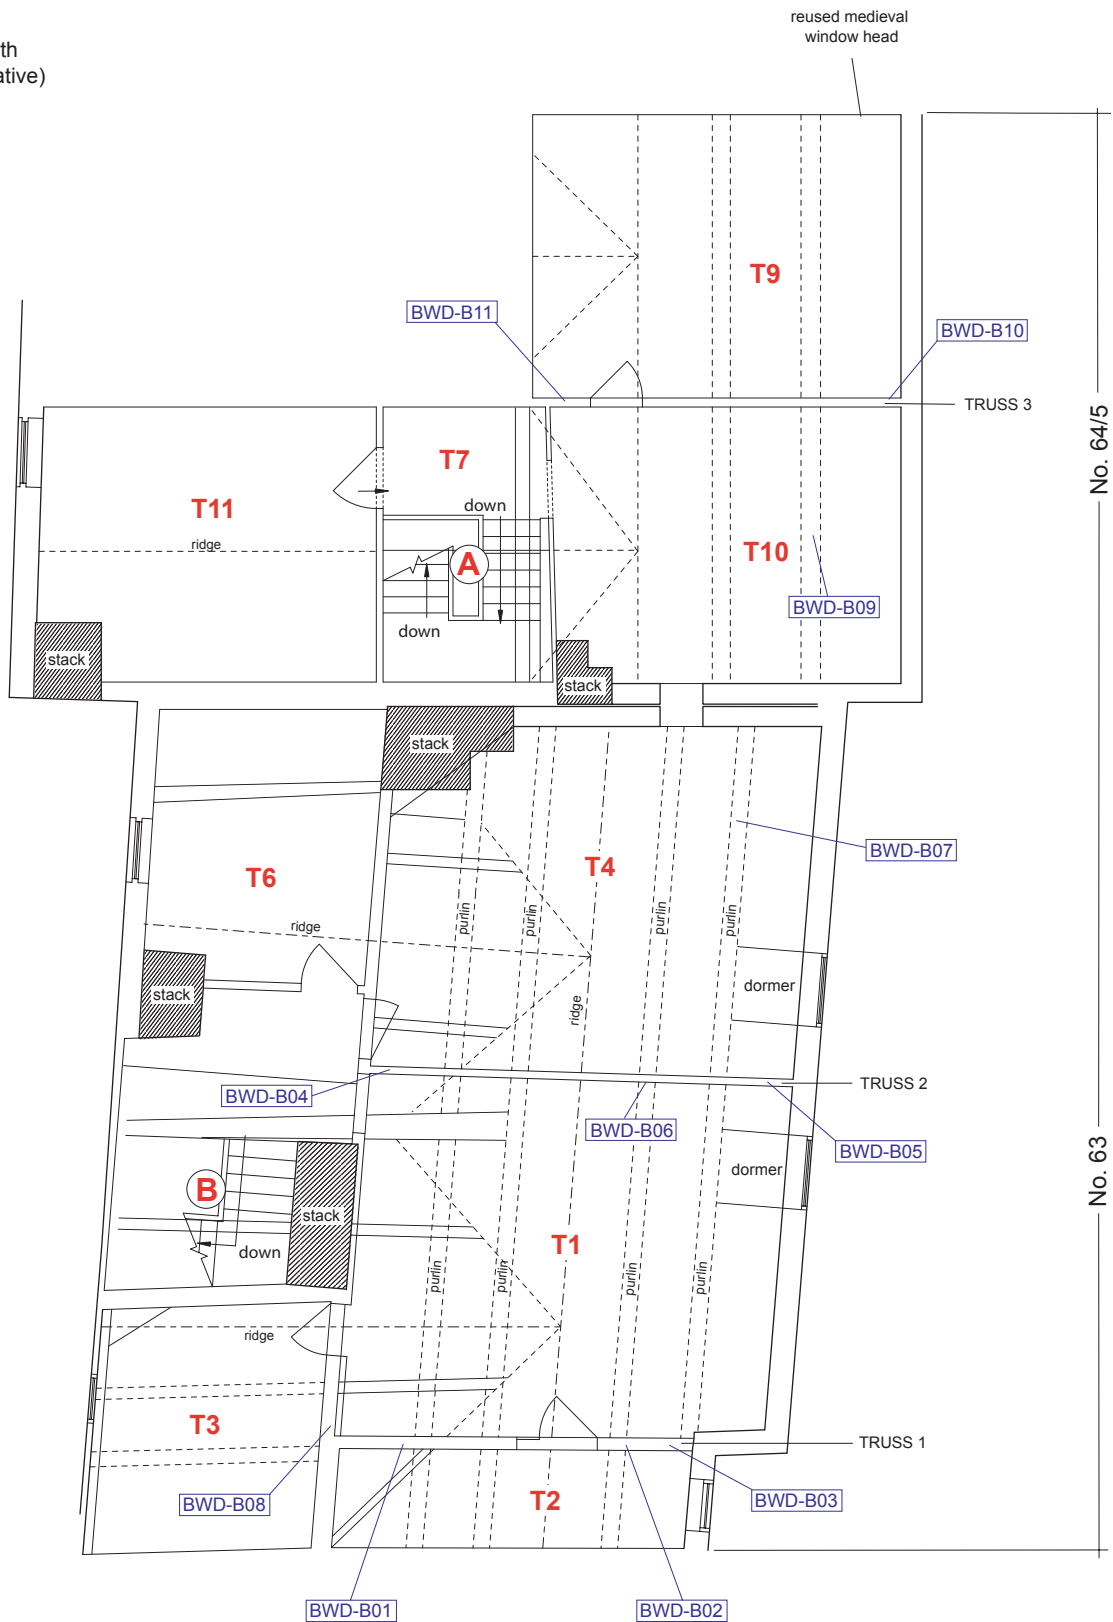 reused medieval
window head
th
ative)
T9
BWD-B11
BWD-B10
TRUSS 3
No. 64/5
T7
down
T11
ridge
A
T10
down
BWD-B09
stack
stack
stack
BWD-B07
T4
T6
purlin
purlin
purlin
purlin
ridge
dormer
stack
ridge
TRUSS 2
BWD-B04
BWD-B06
BWD-B05
No. 63
dormer
B
stack
T1
down
purlin
purlin
purlin
purlin
ridge
T3
TRUSS 1
BWD-B08
T2
BWD-B03
BWD-B01
BWD-B02